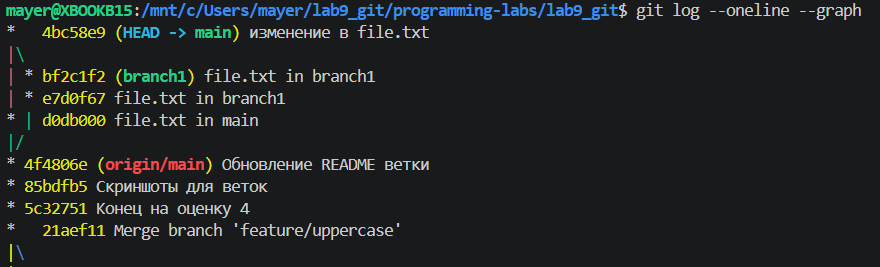 mayer@XBOOKB15:/mnt/c/Users/mayer/lab9_git/programming-labs/lab9_git$ git log --oneline --graph
*   4bc58e9 (HEAD -> main) изменение в file.txt
|\
| * bf2c1f2 (branch1) file.txt in branch1
| * e7d0f67 file.txt in branch1
* | d0db000 file.txt in main
|/
* 4f4806e (origin/main) Обновление README ветки
* 85bdfb5 Скриншоты для веток
* 5c32751 Конец на оценку 4
*   21aef11 Merge branch 'feature/uppercase'
|\